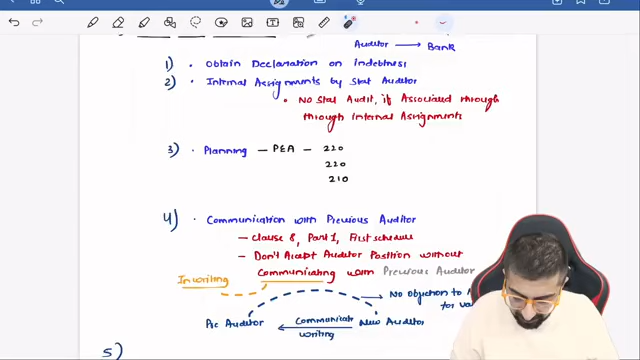 Auditor → Bank
1) • Obtain Declaration on indebtness
2) • Internal Assignments by Stat Auditor
• No Stat Audit, if Associated through
through Internal Assignments
3) • Planning – PEA – 220
220
210
4) • Communication with Previous Auditor
– Clause 8, Part 1, First schedule
– Don't Accept Auditor Position without
Communicating with Previous Auditor
In writing
→ No Objection to
for
Pre Auditor ← Communicate New Auditor
writing
5)